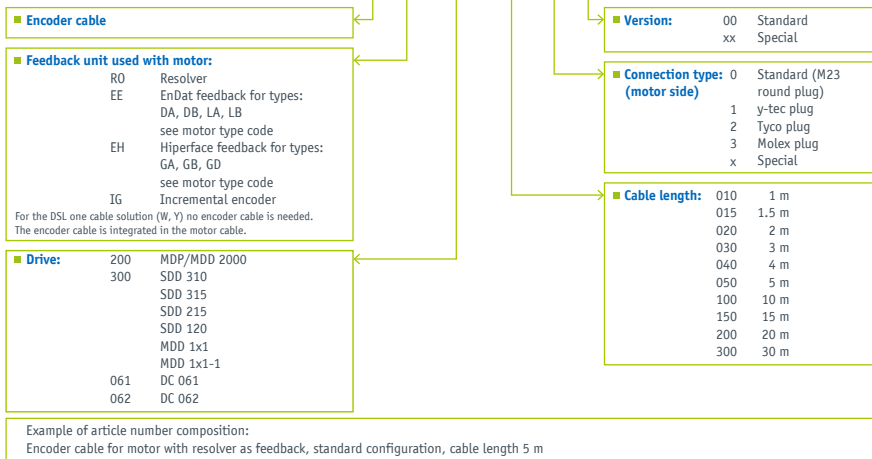 Encoder cable
Feedback unit used with motor:
RO Resolver
EE EnDat feedback for types:
DA, DB, LA, LB
see motor type code
EH Hiperface feedback for types:
GA, GB, GD
see motor type code
IG Incremental encoder
For the DSL one cable solution (W, Y) no encoder cable is needed.
The encoder cable is integrated in the motor cable.
Drive: 200 MDP/MDD 2000
300 SDD 310
SDD 315
SDD 215
SDD 120
MDD 1x1
MDD 1x1-1
061 DC 061
062 DC 062
Version: 00 Standard
xx Special
Connection type: 0 Standard (M23
(motor side) round plug)
1 y-tec plug
2 Tyco plug
3 Molex plug
x Special
Cable length: 010 1 m
015 1.5 m
020 2 m
030 3 m
040 4 m
050 5 m
100 10 m
150 15 m
200 20 m
300 30 m
Example of article number composition:
Encoder cable for motor with resolver as feedback, standard configuration, cable length 5 m